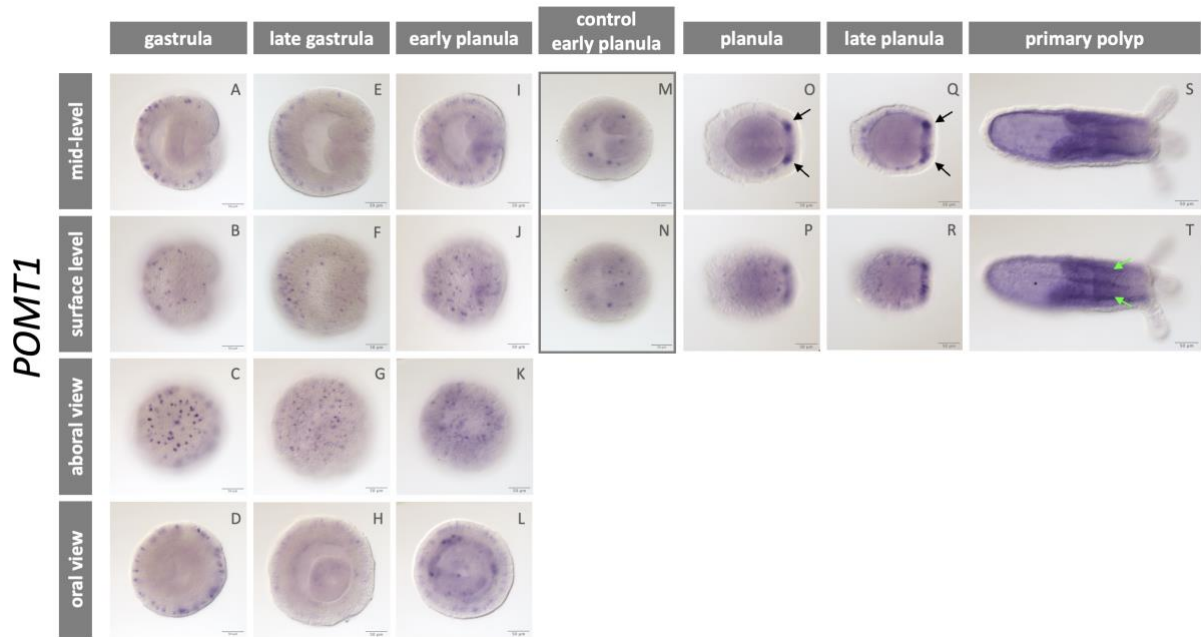 gastrula
late gastrula
early planula
control
early planula
planula
late planula
primary polyp
POMT1
mid-level
A
E
I
M
O
Q
S
surface level
B
F
J
N
P
R
T
aboral view
C
G
K
oral view
D
H
L